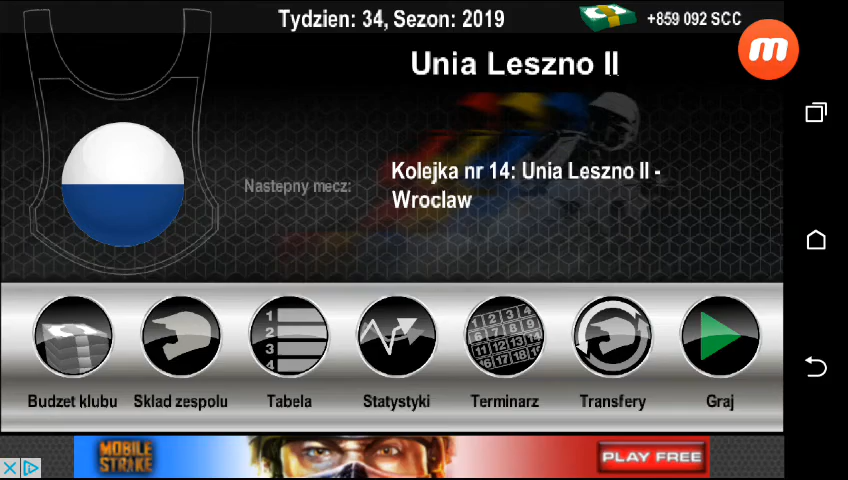 Tydzien: 34, Sezon: 2019
+859 092 SCC
Unia Leszno II
Nastepny mecz:
Kolejka nr 14: Unia Leszno II -
Wroclaw
Budzet klubu
Sklad zespolu
Tabela
Statystyki
Terminarz
Transfery
Graj
MOBILE
STRIKE
PLAY FREE